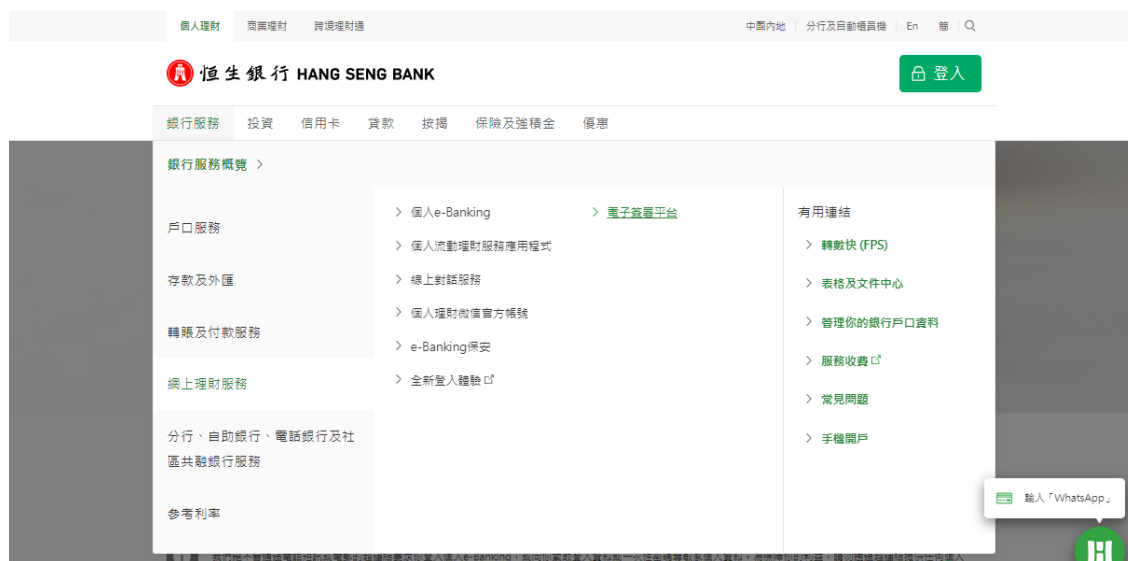 個人理財 商業理財 跨境理財通 中國內地 分行及自動櫃員機 En 簡
恒生銀行 HANG SENG BANK 登入
銀行服務 投資 信用卡 貸款 按揭 保險及強積金 優惠
銀行服務概覽
戶口服務
存款及外匯
轉賬及付款服務
網上理財服務
分行、自助銀行、電話銀行及社
區共融銀行服務
參考利率
個人e-Banking
個人流動理財服務應用程式
線上對話服務
個人理財微信官方帳號
e-Banking保安
全新登入體驗
電子簽署平台
有用連結
轉數快 (FPS)
表格及文件中心
管理你的銀行戶口資料
服務收費
常見問題
手機開戶
輸入「WhatsApp」